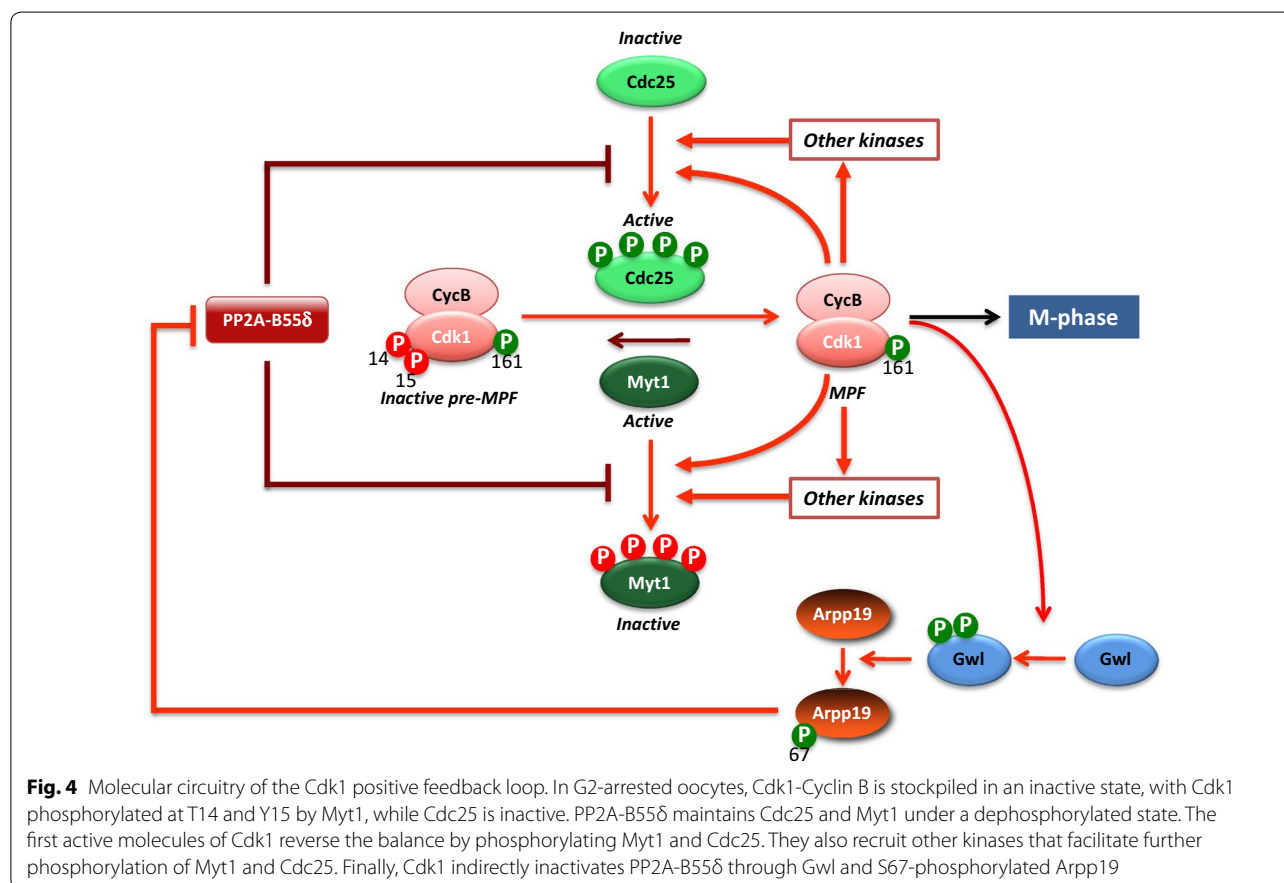 Inactive
Cdc25
Other kinases
Active
P P P P
Cdc25
PP2A-B55δ
CycB
Cdk1
P
P
P
14
15
161
Inactive pre-MPF
Myt1
Active
CycB
Cdk1
P
161
MPF
M-phase
Other kinases
P P P P
Myt1
Inactive
Arpp19
P P
Gwl
Gwl
Arpp19
P
67
Fig. 4 Molecular circuitry of the Cdk1 positive feedback loop. In G2-arrested oocytes, Cdk1-Cyclin B is stockpiled in an inactive state, with Cdk1
phosphorylated at T14 and Y15 by Myt1, while Cdc25 is inactive. PP2A-B55δ maintains Cdc25 and Myt1 under a dephosphorylated state. The
first active molecules of Cdk1 reverse the balance by phosphorylating Myt1 and Cdc25. They also recruit other kinases that facilitate further
phosphorylation of Myt1 and Cdc25. Finally, Cdk1 indirectly inactivates PP2A-B55δ through Gwl and S67-phosphorylated Arpp19